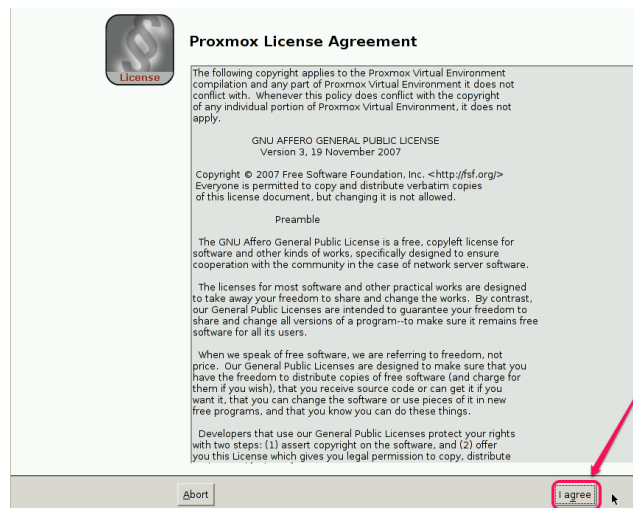 License
Proxmox License Agreement
The following copyright applies to the Proxmox Virtual Environment
compilation and any part of Proxmox Virtual Environment it does not
conflict with. Whenever this policy does conflict with the copyright
of any individual portion of Proxmox Virtual Environment, it does not
apply.
GNU AFFERO GENERAL PUBLIC LICENSE
Version 3, 19 November 2007
Copyright © 2007 Free Software Foundation, Inc. <http://fsf.org/>
Everyone is permitted to copy and distribute verbatim copies
of this license document, but changing it is not allowed.
Preamble
The GNU Affero General Public License is a free, copyleft license for
software and other kinds of works, specifically designed to ensure
cooperation with the community in the case of network server software.
The licenses for most software and other practical works are designed
to take away your freedom to share and change the works. By contrast,
our General Public Licenses are intended to guarantee your freedom to
share and change all versions of a program--to make sure it remains free
software for all its users.
When we speak of free software, we are referring to freedom, not
price. Our General Public Licenses are designed to make sure that you
have the freedom to distribute copies of free software (and charge for
them if you wish), that you receive source code or can get it if you
want it, that you can change the software or use pieces of it in new
free programs, and that you know you can do these things.
Developers that use our General Public Licenses protect your rights
with two steps: (1) assert copyright on the software, and (2) offer
you this License which gives you legal permission to copy, distribute
Abort
I agree